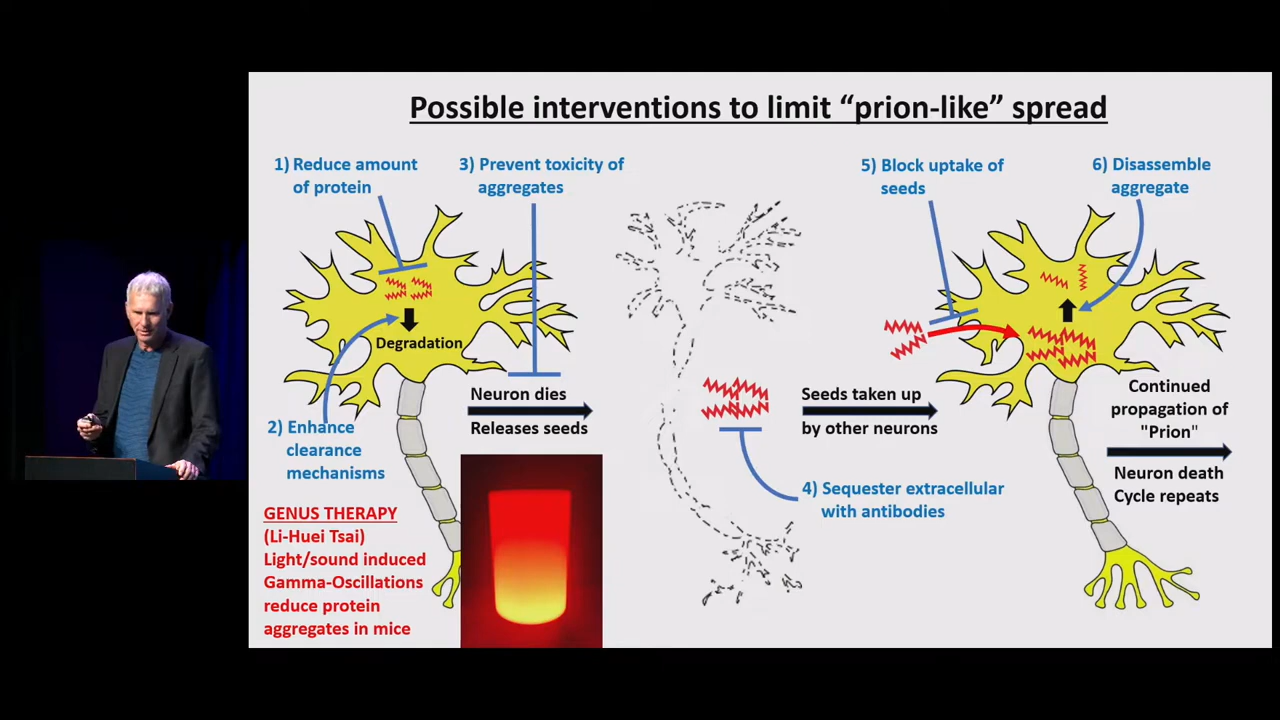 Possible interventions to limit “prion-like” spread
1) Reduce amount
of protein
3) Prevent toxicity of
aggregates
5) Block uptake of
seeds
6) Disassemble
aggregate
Degradation
Neuron dies
Releases seeds
Seeds taken up
by other neurons
Continued
propagation of
"Prion"
Neuron death
Cycle repeats
2) Enhance
clearance
mechanisms
4) Sequester extracellular
with antibodies
GENUS THERAPY
(Li-Huei Tsai)
Light/sound induced
Gamma-Oscillations
reduce protein
aggregates in mice